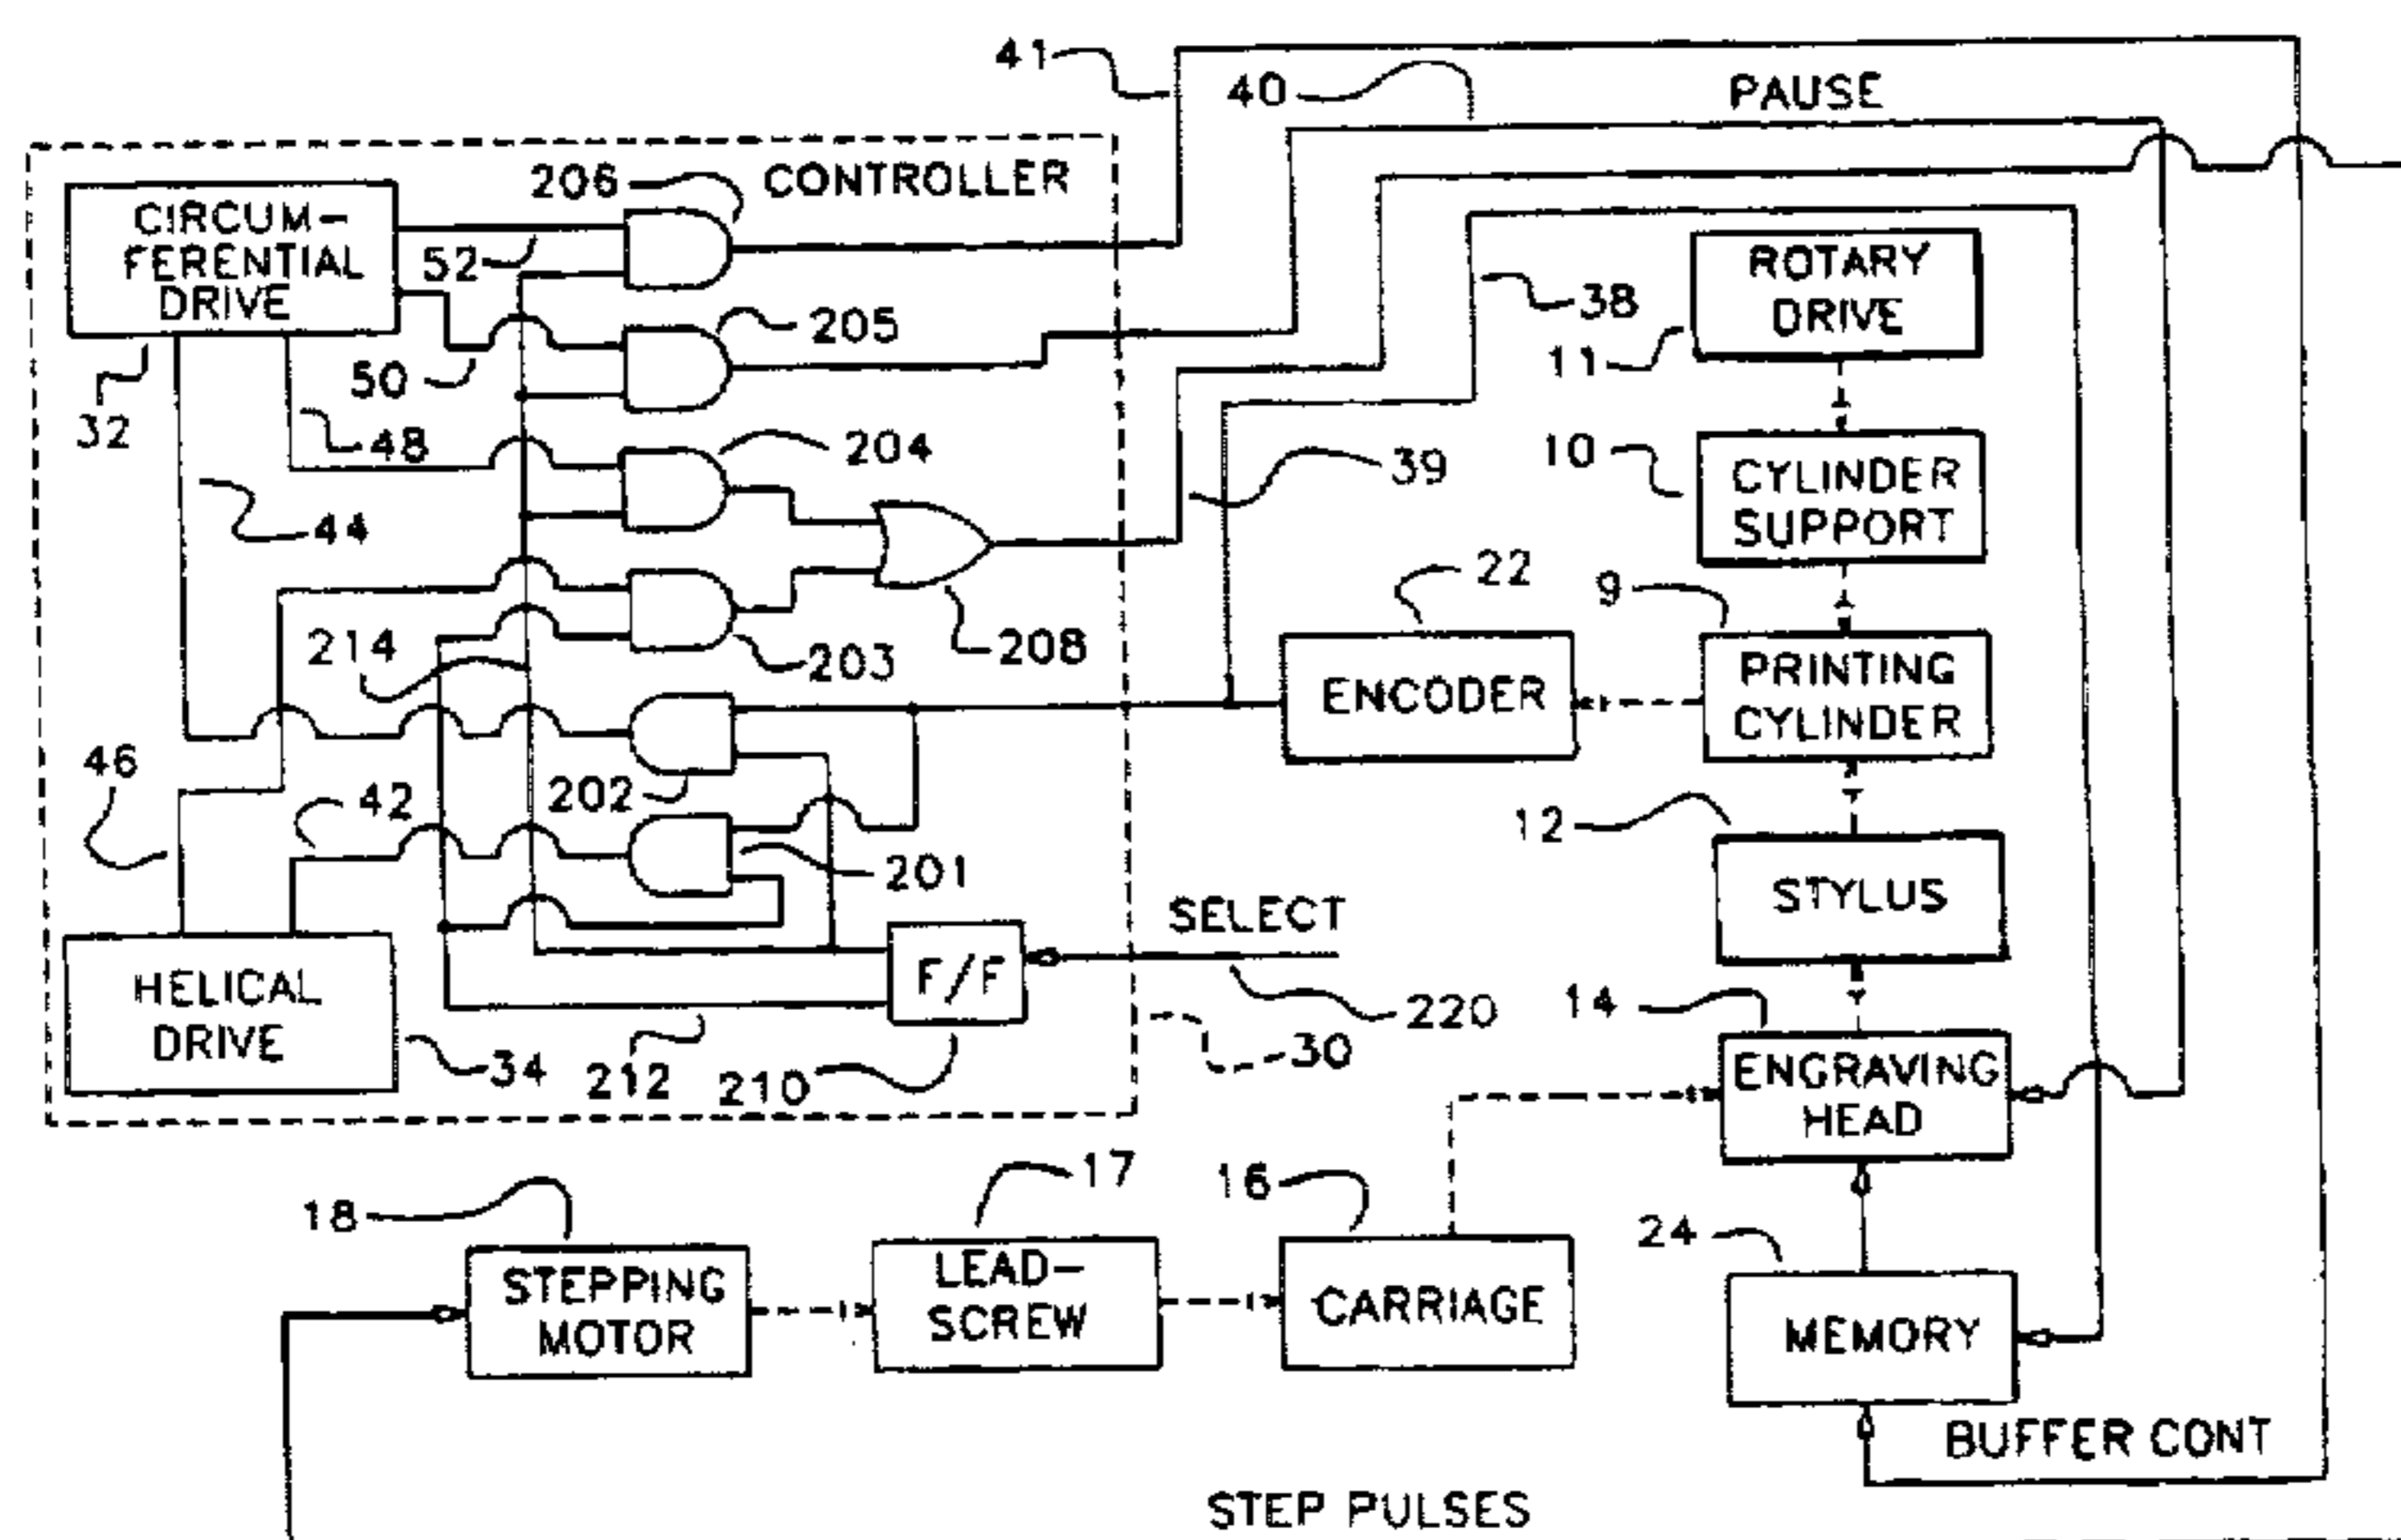 41
40
PAUSE
206
CONTROLLER
CIRCUM-
FERENTIAL
DRIVE
52
ROTARY
DRIVE
38
205
11
50
32
48
204
10
CYLINDER
SUPPORT
39
44
22
9
214
203
208
ENCODER
PRINTING
CYLINDER
46
42
202
12
201
STYLUS
SELECT
HELICAL
DRIVE
F/F
220
14
34
212
210
30
ENGRAVING
HEAD
18
17
16
24
STEPPING
MOTOR
LEAD-
SCREW
CARRIAGE
MEMORY
BUFFER CONT
STEP PULSES